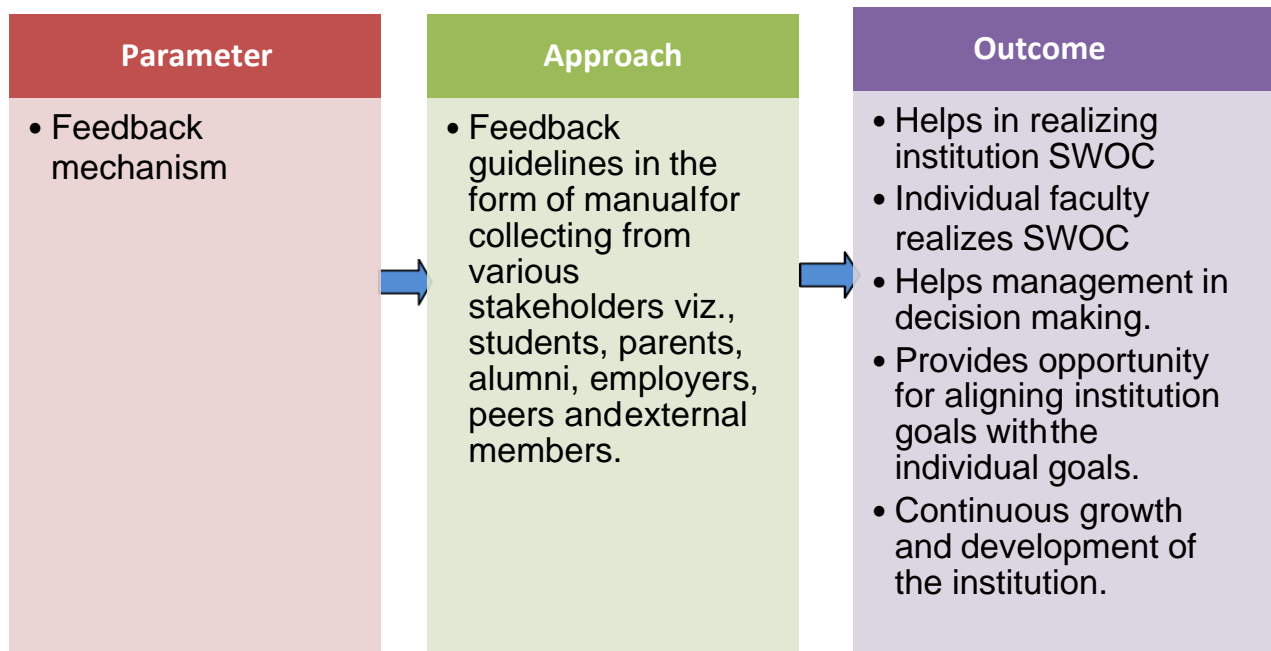 Parameter
• Feedback
mechanism
Approach
• Feedback
guidelines in the
form of manualfor
collecting from
various
stakeholders viz.,
students, parents,
alumni, employers,
peers andexternal
members.
Outcome
• Helps in realizing
institution SWOC
• Individual faculty
realizes SWOC
• Helps management in
decision making.
• Provides opportunity
for aligning institution
goals withthe
individual goals.
• Continuous growth
and development of
the institution.